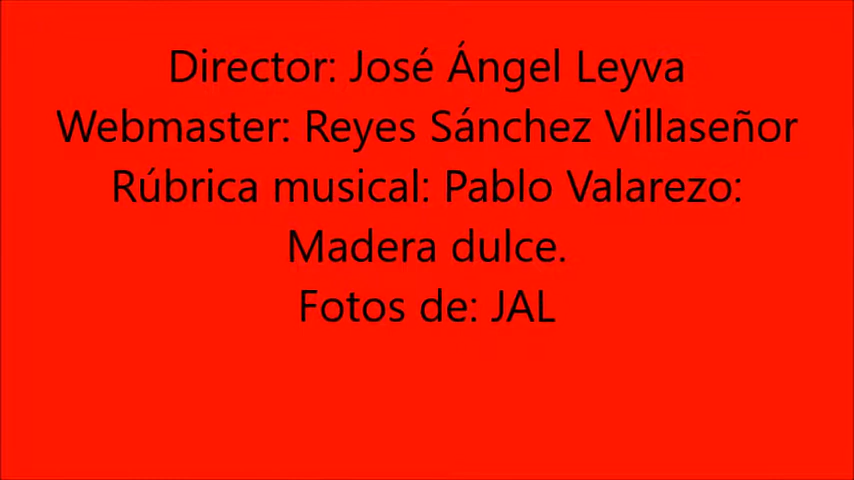 Director: José Ángel Leyva
Webmaster: Reyes Sánchez Villaseñor
Rúbrica musical: Pablo Valarezo:
Madera dulce.
Fotos de: JAL